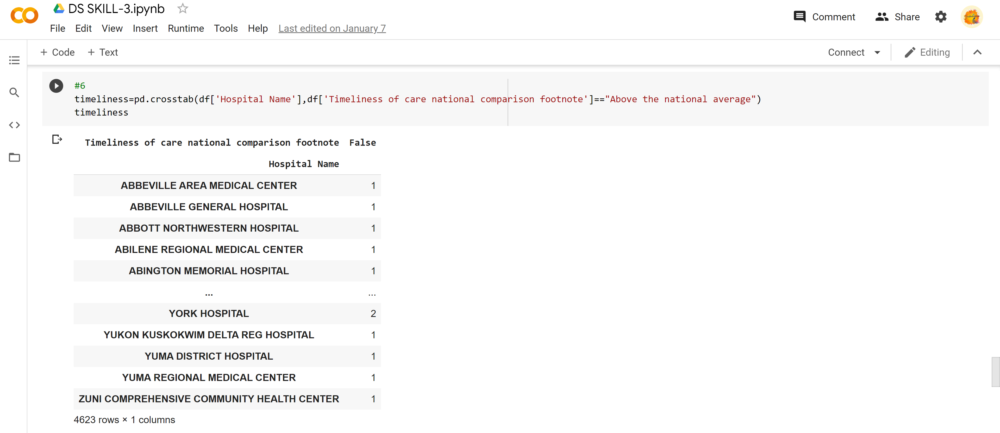 DS SKILL-3.ipynb
File Edit View Insert Runtime Tools Help Last edited on January 7
Comment Share
+ Code + Text
Connect Editing
#6
timeliness=pd.crosstab(df['Hospital Name'],df['Timeliness of care national comparison footnote']=="Above the national average")
timeliness
Timeliness of care national comparison footnote False
Hospital Name
ABBEVILLE AREA MEDICAL CENTER 1
ABBEVILLE GENERAL HOSPITAL 1
ABBOTT NORTHWESTERN HOSPITAL 1
ABILENE REGIONAL MEDICAL CENTER 1
ABINGTON MEMORIAL HOSPITAL 1
... ...
YORK HOSPITAL 2
YUKON KUSKOKWIM DELTA REG HOSPITAL 1
YUMA DISTRICT HOSPITAL 1
YUMA REGIONAL MEDICAL CENTER 1
ZUNI COMPREHENSIVE COMMUNITY HEALTH CENTER 1
4623 rows × 1 columns